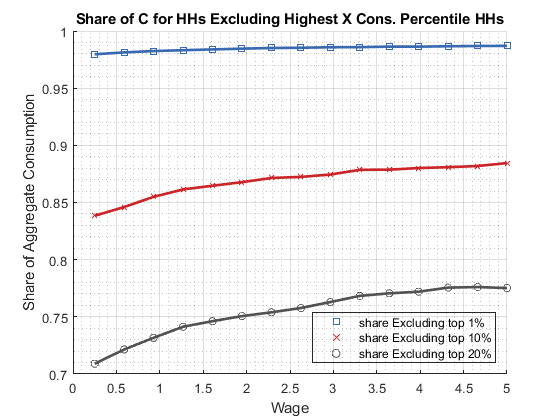 Share of C for HHs Excluding Highest X Cons. Percentile HHs
1
0.95
0.9
0.85
0.8
0.75
0.7
Share of Aggregate Consumption
share Excluding top 1%
share Excluding top 10%
share Excluding top 20%
0 0.5 1 1.5 2 2.5 3 3.5 4 4.5 5
Wage